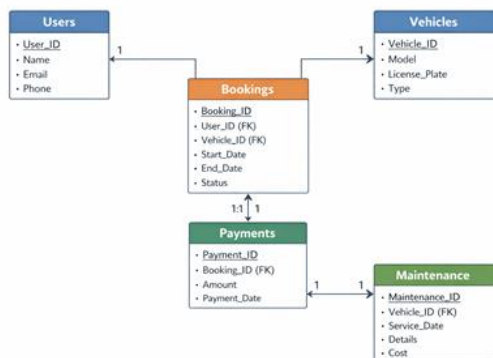 Users
• User_ID
• Name
• Email
• Phone
1
1
Vehicles
• Vehicle_ID
• Model
• License_Plate
• Type
Bookings
• Booking_ID
• User_ID (FK)
• Vehicle_ID (FK)
• Start_Date
• End_Date
• Status
1:1 1
Payments
• Payment_ID
• Booking_ID (FK)
• Amount
• Payment_Date
1 1
Maintenance
• Maintenance_ID
• Vehicle_ID (FK)
• Service_Date
• Details
• Cost